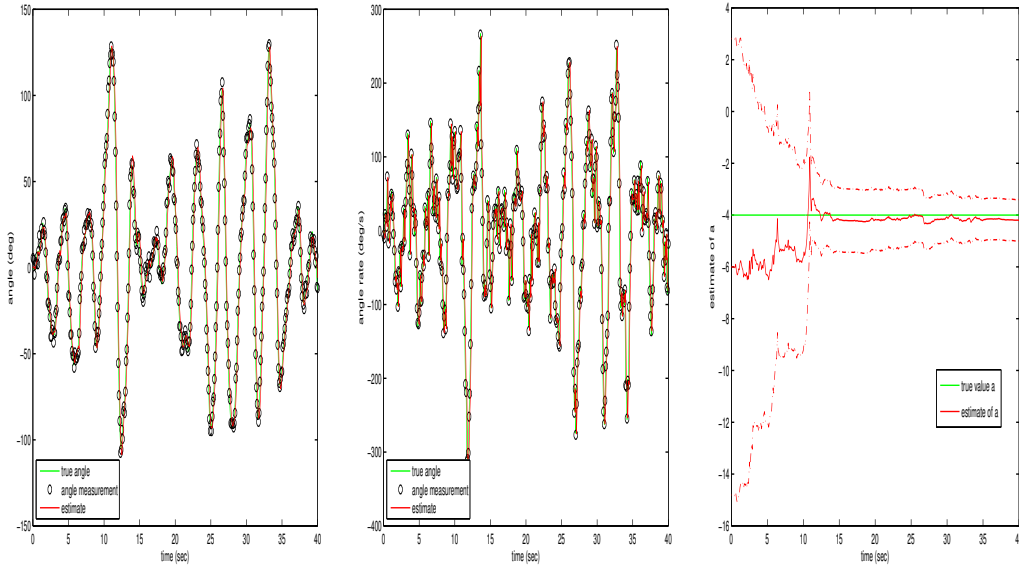 150
100
50
0
−50
−100
−150
angle (deg)
0 5 10 15 20 25 30 35 40
time (sec)
true angle
angle measurement
estimate
300
200
100
0
−100
−200
−300
−400
angle rate (deg/s)
0 5 10 15 20 25 30 35 40
time (sec)
true angle
angle measurement
estimate
4
2
0
−2
−4
−6
−8
−10
−12
−14
−16
estimate of a
0 5 10 15 20 25 30 35 40
time (sec)
true value a
estimate of a